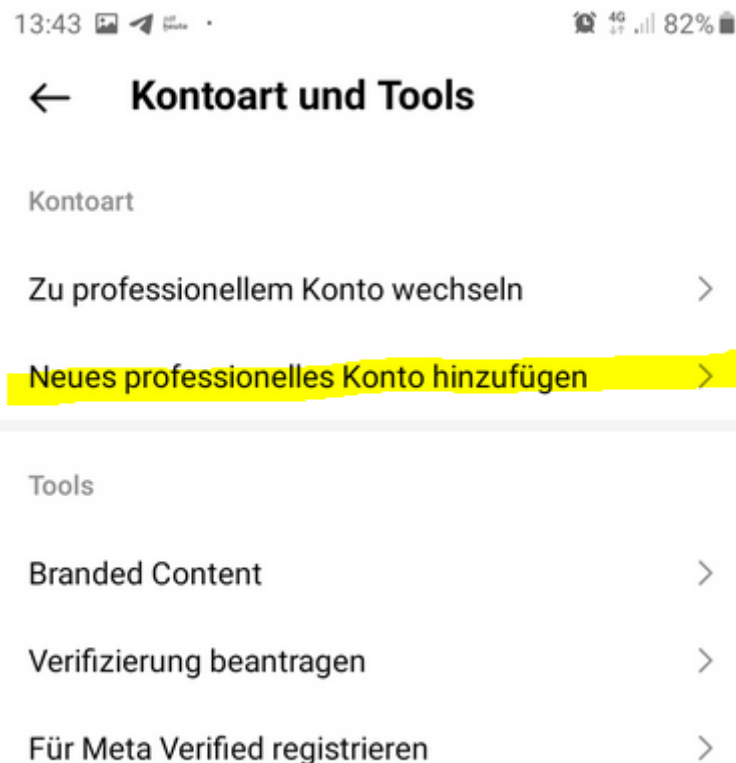 13:43 4G 82%
Kontoart und Tools
Kontoart
Zu professionellem Konto wechseln
Neues professionelles Konto hinzufügen
Tools
Branded Content
Verifizierung beantragen
Für Meta Verified registrieren